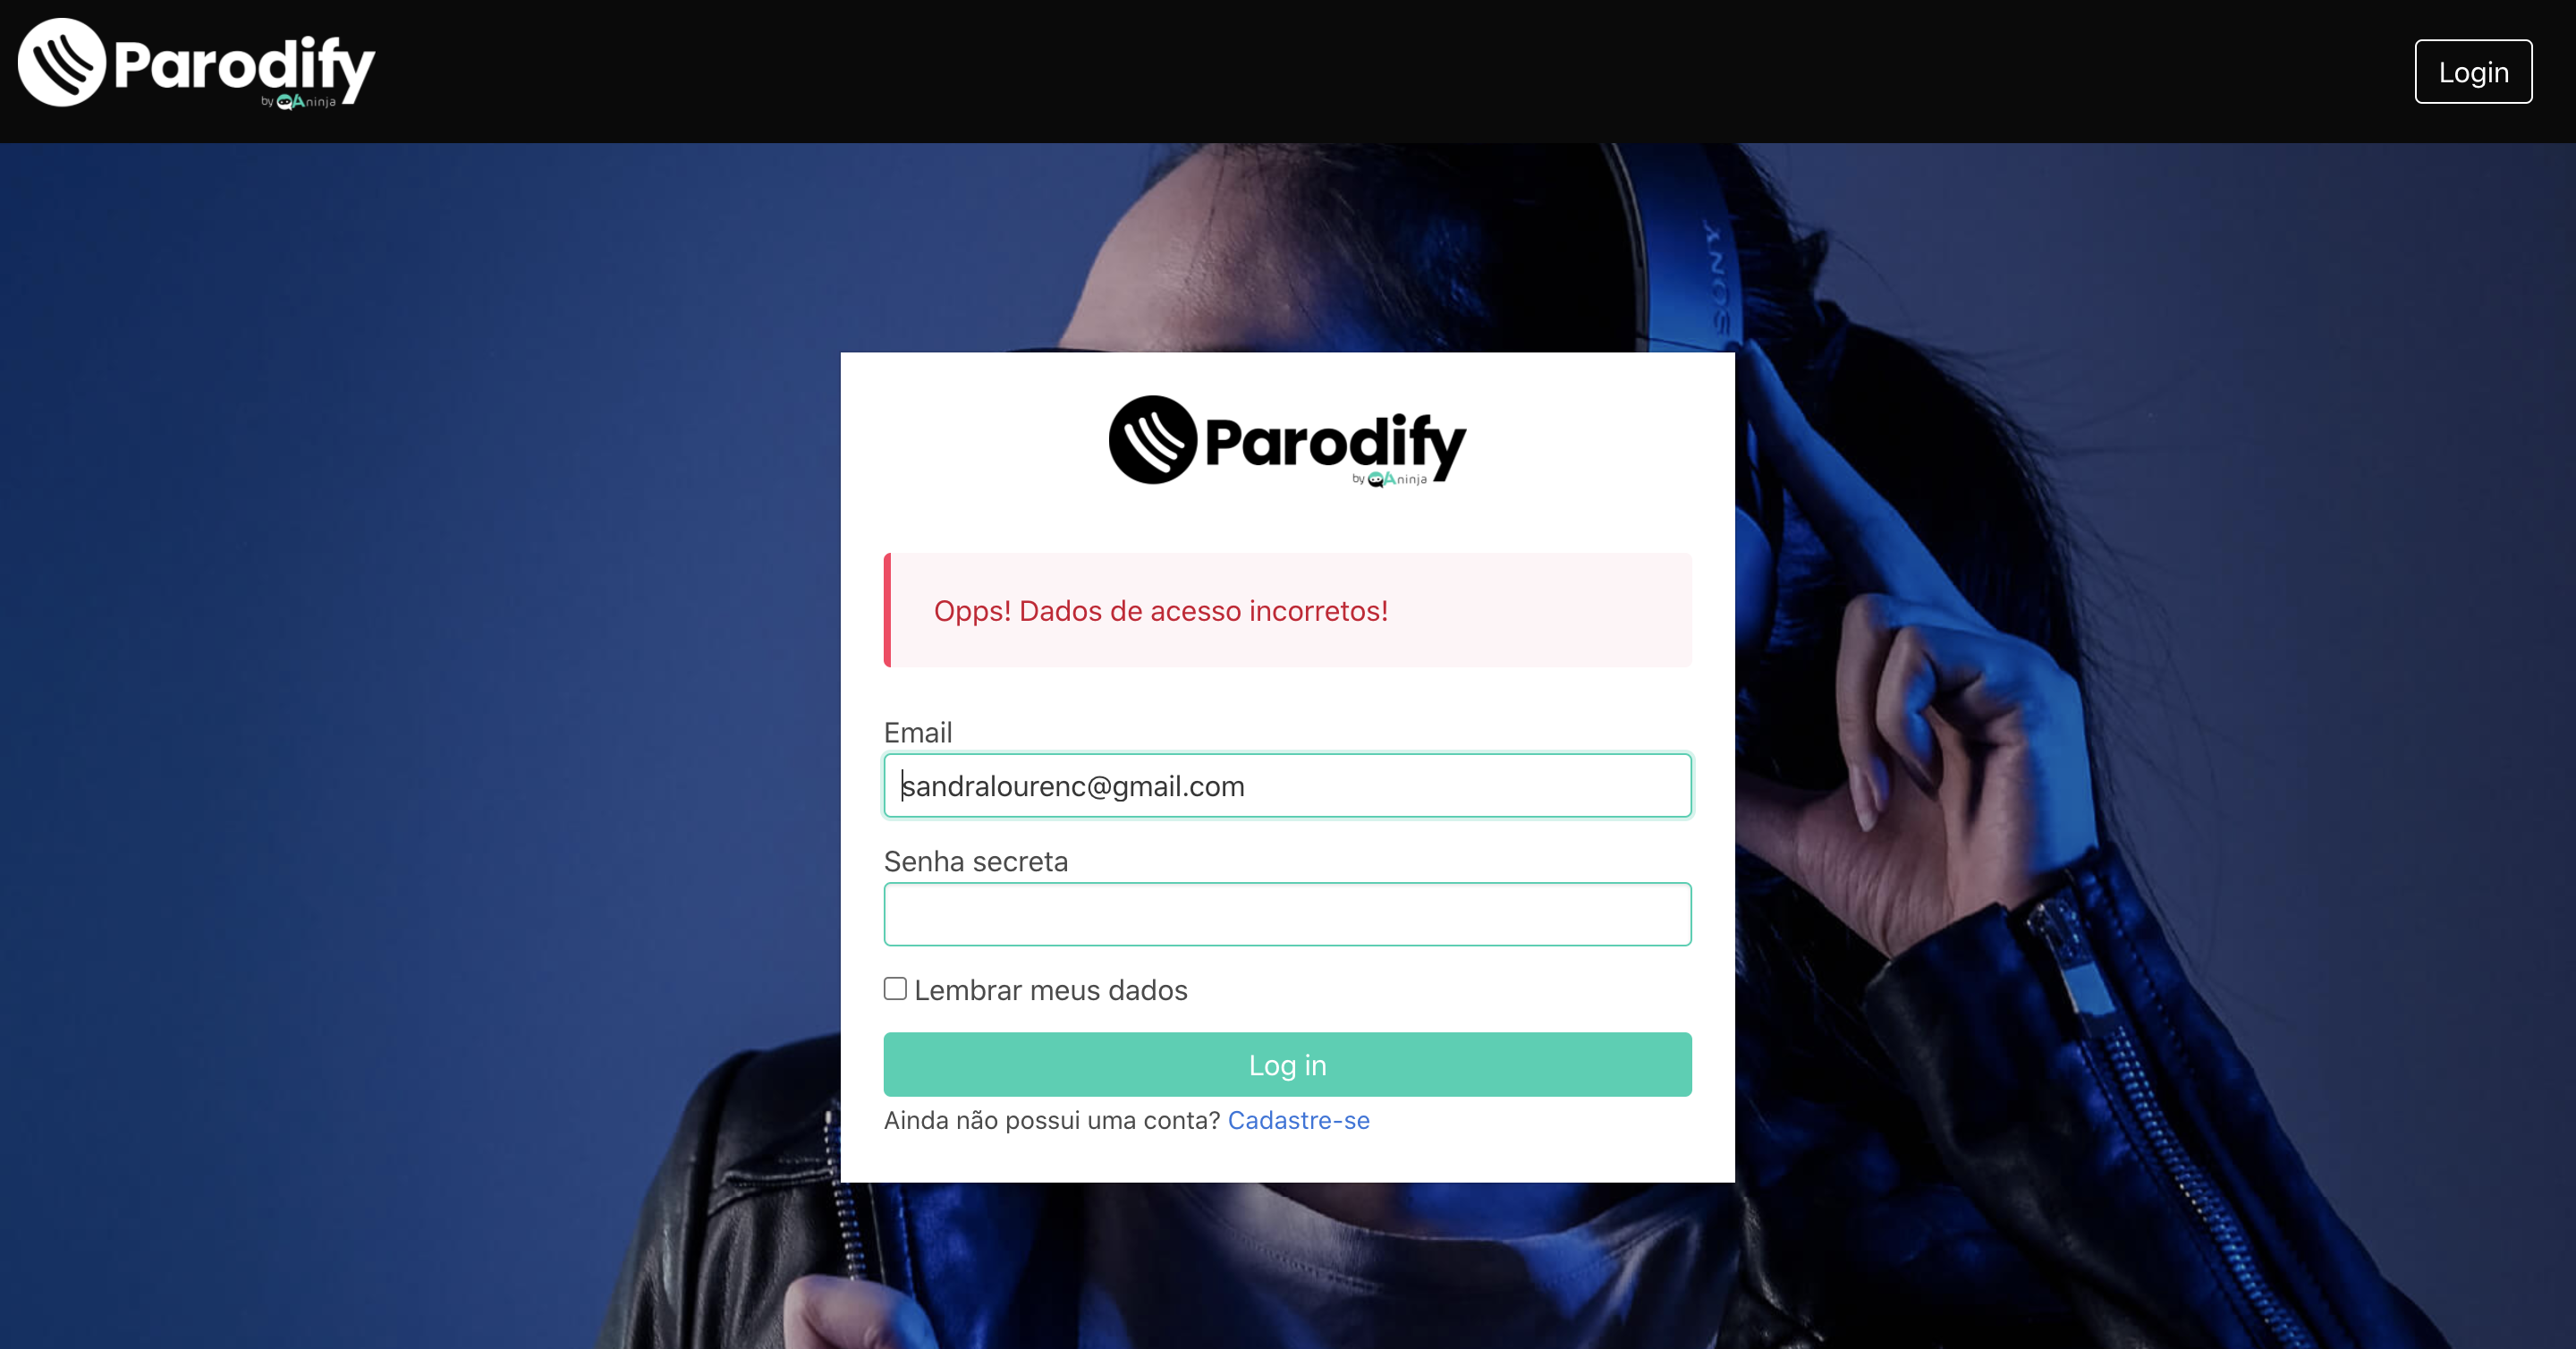 Parodify
by QAninja
Login
SONY
Parodify
by QAninja
Opps! Dados de acesso incorretos!
Email
sandralourenc@gmail.com
Senha secreta
Lembrar meus dados
Log in
Ainda não possui uma conta? Cadastre-se